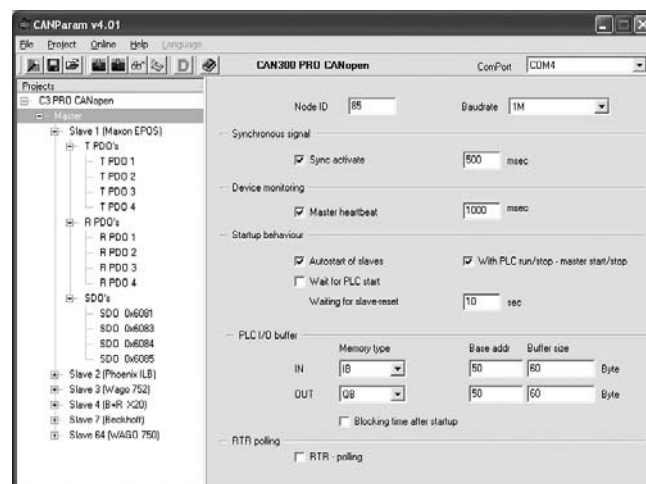 CANParam v4.01
File Project Online Help Language
CAN300 PRO CANopen ComPort COM4
Projects
C3 PRO CANopen
Master
Slave 1 (Maxon EPOS)
T PDO's
T PDO 1
T PDO 2
T PDO 3
T PDO 4
R PDO's
R PDO 1
R PDO 2
R PDO 3
R PDO 4
SDO's
SDO 0x6081
SDO 0x6083
SDO 0x6084
SDO 0x6085
Slave 2 (Phoenix ILB)
Slave 3 (Wago 752)
Slave 4 (B+R X20)
Slave 7 (Beckhoff)
Slave 64 (WAGO 750)
Node ID 85 Baudrate 1M
Synchronous signal
Sync activate 500 msec
Device monitoring
Master heartbeat 1000 msec
Startup behaviour
Autostart of slaves With PLC run/stop - master start/stop
Wait for PLC start
Waiting for slave-reset 10 sec
PLC I/O buffer
Memory type Base addr Buffer size
IN IB 50 60 Byte
OUT QB 50 60 Byte
Blocking time after startup
RTR polling
RTR - polling